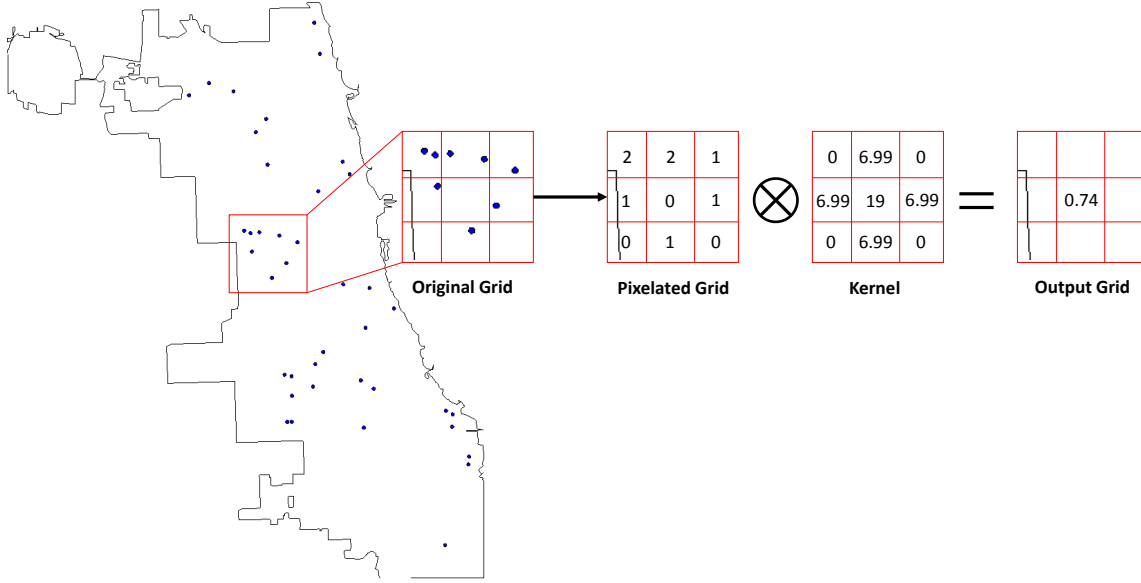 2 2 1 0 6.99 0
1 0 1 6.99 19 6.99 0.74
0 1 0 0 6.99 0
Original Grid Pixelated Grid Kernel Output Grid